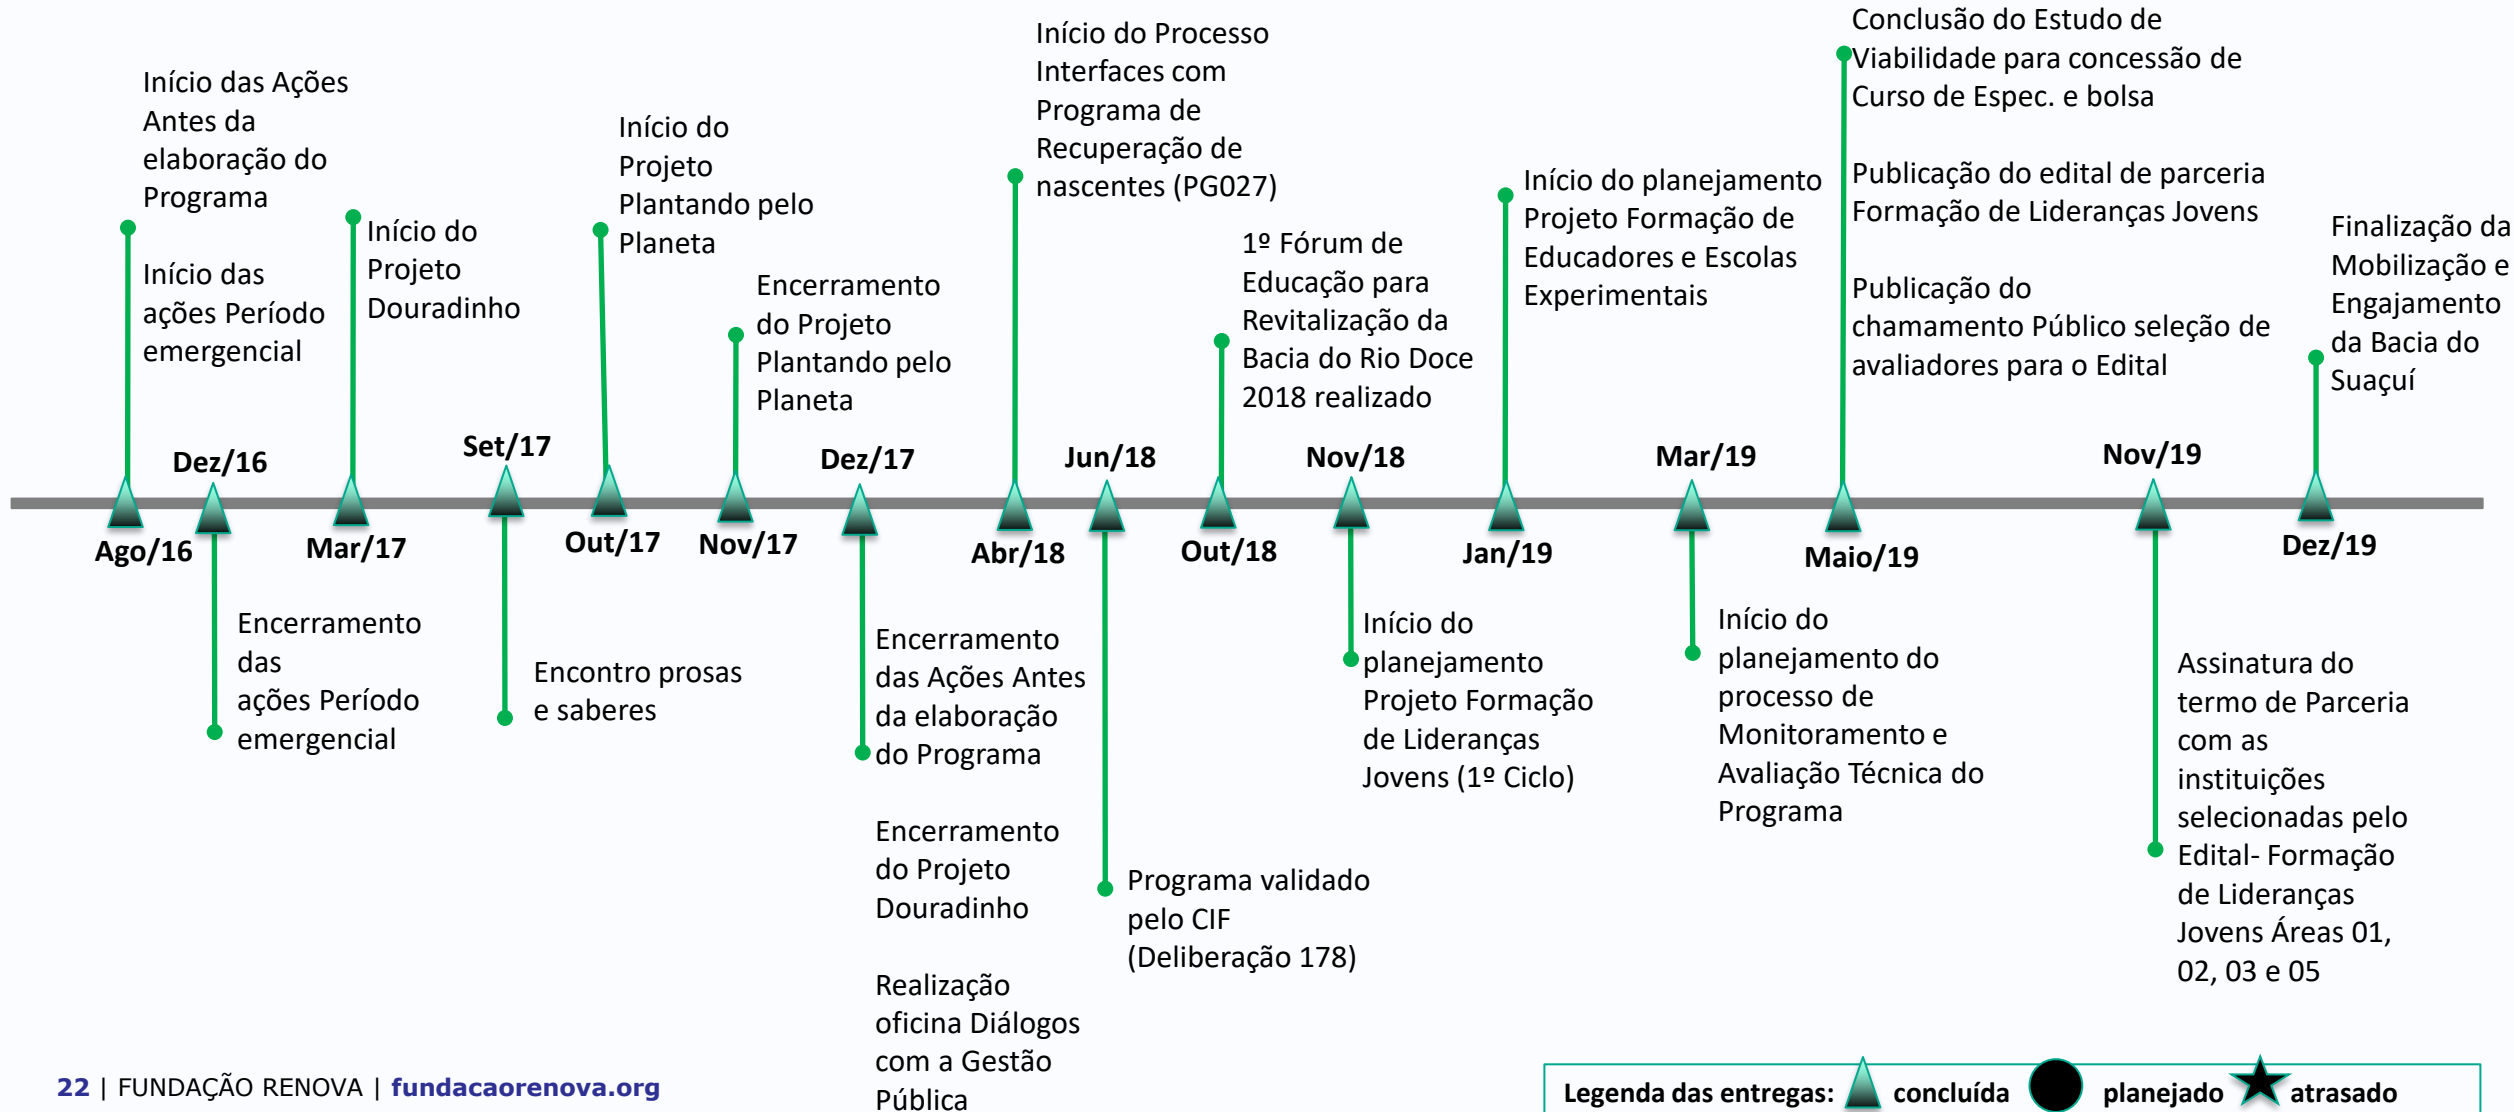 Início das Ações
Antes da
elaboração do
Programa
Início das
ações Período
emergencial
Ago/16
Dez/16
Encerramento
das
ações Período
emergencial
Início do
Projeto
Douradinho
Mar/17
Set/17
Encontro prosas
e saberes
Início do
Projeto
Plantando pelo
Planeta
Out/17
Encerramento
do Projeto
Plantando pelo
Planeta
Nov/17
Dez/17
Encerramento
das Ações Antes
da elaboração
do Programa
Encerramento
do Projeto
Douradinho
Realização
oficina Diálogos
com a Gestão
Pública
Início do Processo
Interfaces com
Programa de
Recuperação de
nascentes (PG027)
Abr/18
Jun/18
Programa validado
pelo CIF
(Deliberação 178)
1º Fórum de
Educação para
Revitalização da
Bacia do Rio Doce
2018 realizado
Out/18
Nov/18
Início do
planejamento
Projeto Formação
de Lideranças
Jovens (1º Ciclo)
Início do planejamento
Projeto Formação de
Educadores e Escolas
Experimentais
Jan/19
Mar/19
Início do
planejamento do
processo de
Monitoramento e
Avaliação Técnica do
Programa
Conclusão do Estudo de
Viabilidade para concessão de
Curso de Espec. e bolsa
Publicação do edital de parceria
Formação de Lideranças Jovens
Publicação do
chamamento Público seleção de
avaliadores para o Edital
Maio/19
Nov/19
Assinatura do
termo de Parceria
com as
instituições
selecionadas pelo
Edital- Formação
de Lideranças
Jovens Áreas 01,
02, 03 e 05
Finalização da
Mobilização e
Engajamento
da Bacia do
Suaçuí
Dez/19
22 | FUNDAÇÃO RENOVA | fundacaorenova.org
Legenda das entregas: concluída planejado atrasado